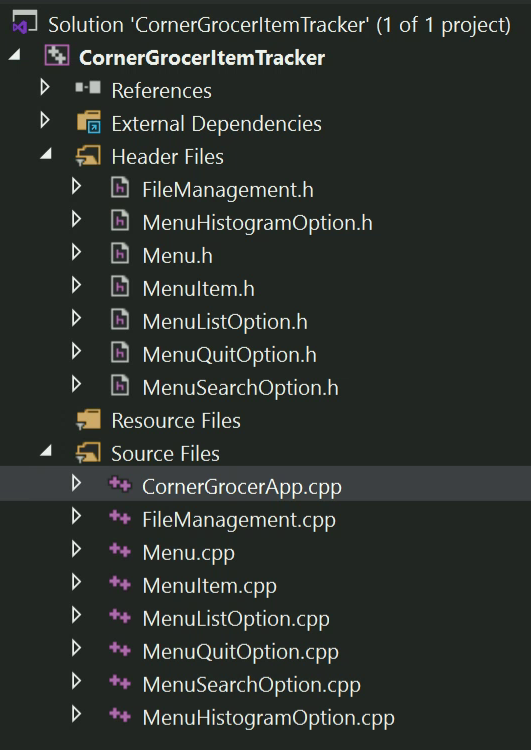 Solution 'CornerGrocerItemTracker' (1 of 1 project)
CornerGrocerItemTracker
References
External Dependencies
Header Files
FileManagement.h
MenuHistogramOption.h
Menu.h
MenuItem.h
MenuListOption.h
MenuQuitOption.h
MenuSearchOption.h
Resource Files
Source Files
CornerGrocerApp.cpp
FileManagement.cpp
Menu.cpp
MenuItem.cpp
MenuListOption.cpp
MenuQuitOption.cpp
MenuSearchOption.cpp
MenuHistogramOption.cpp